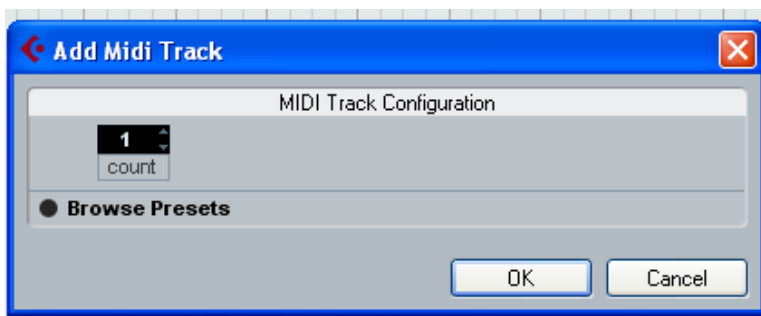 Add Midi Track
MIDI Track Configuration
1
count
Browse Presets
OK Cancel